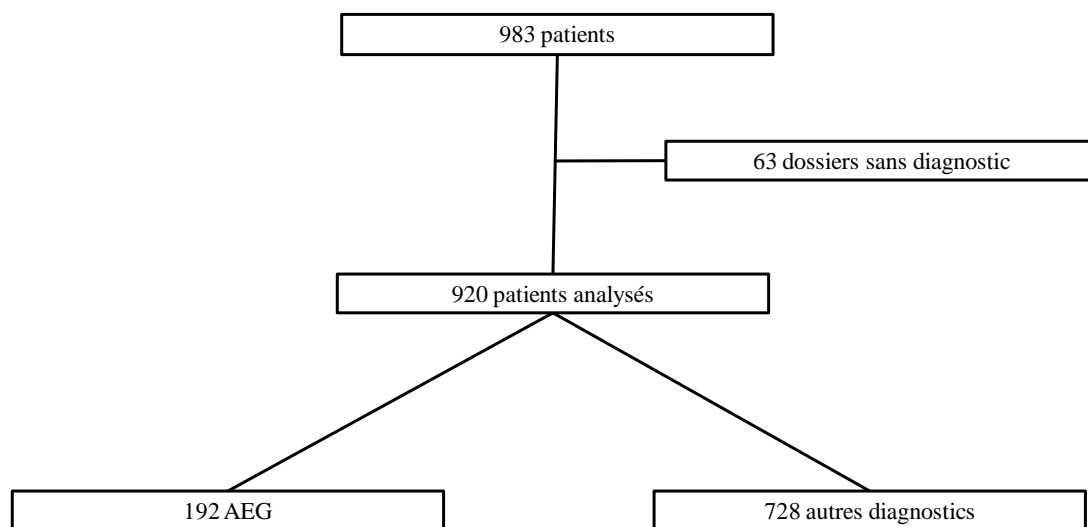 983 patients
63 dossiers sans diagnostic
920 patients analysés
192 AEG
728 autres diagnostics